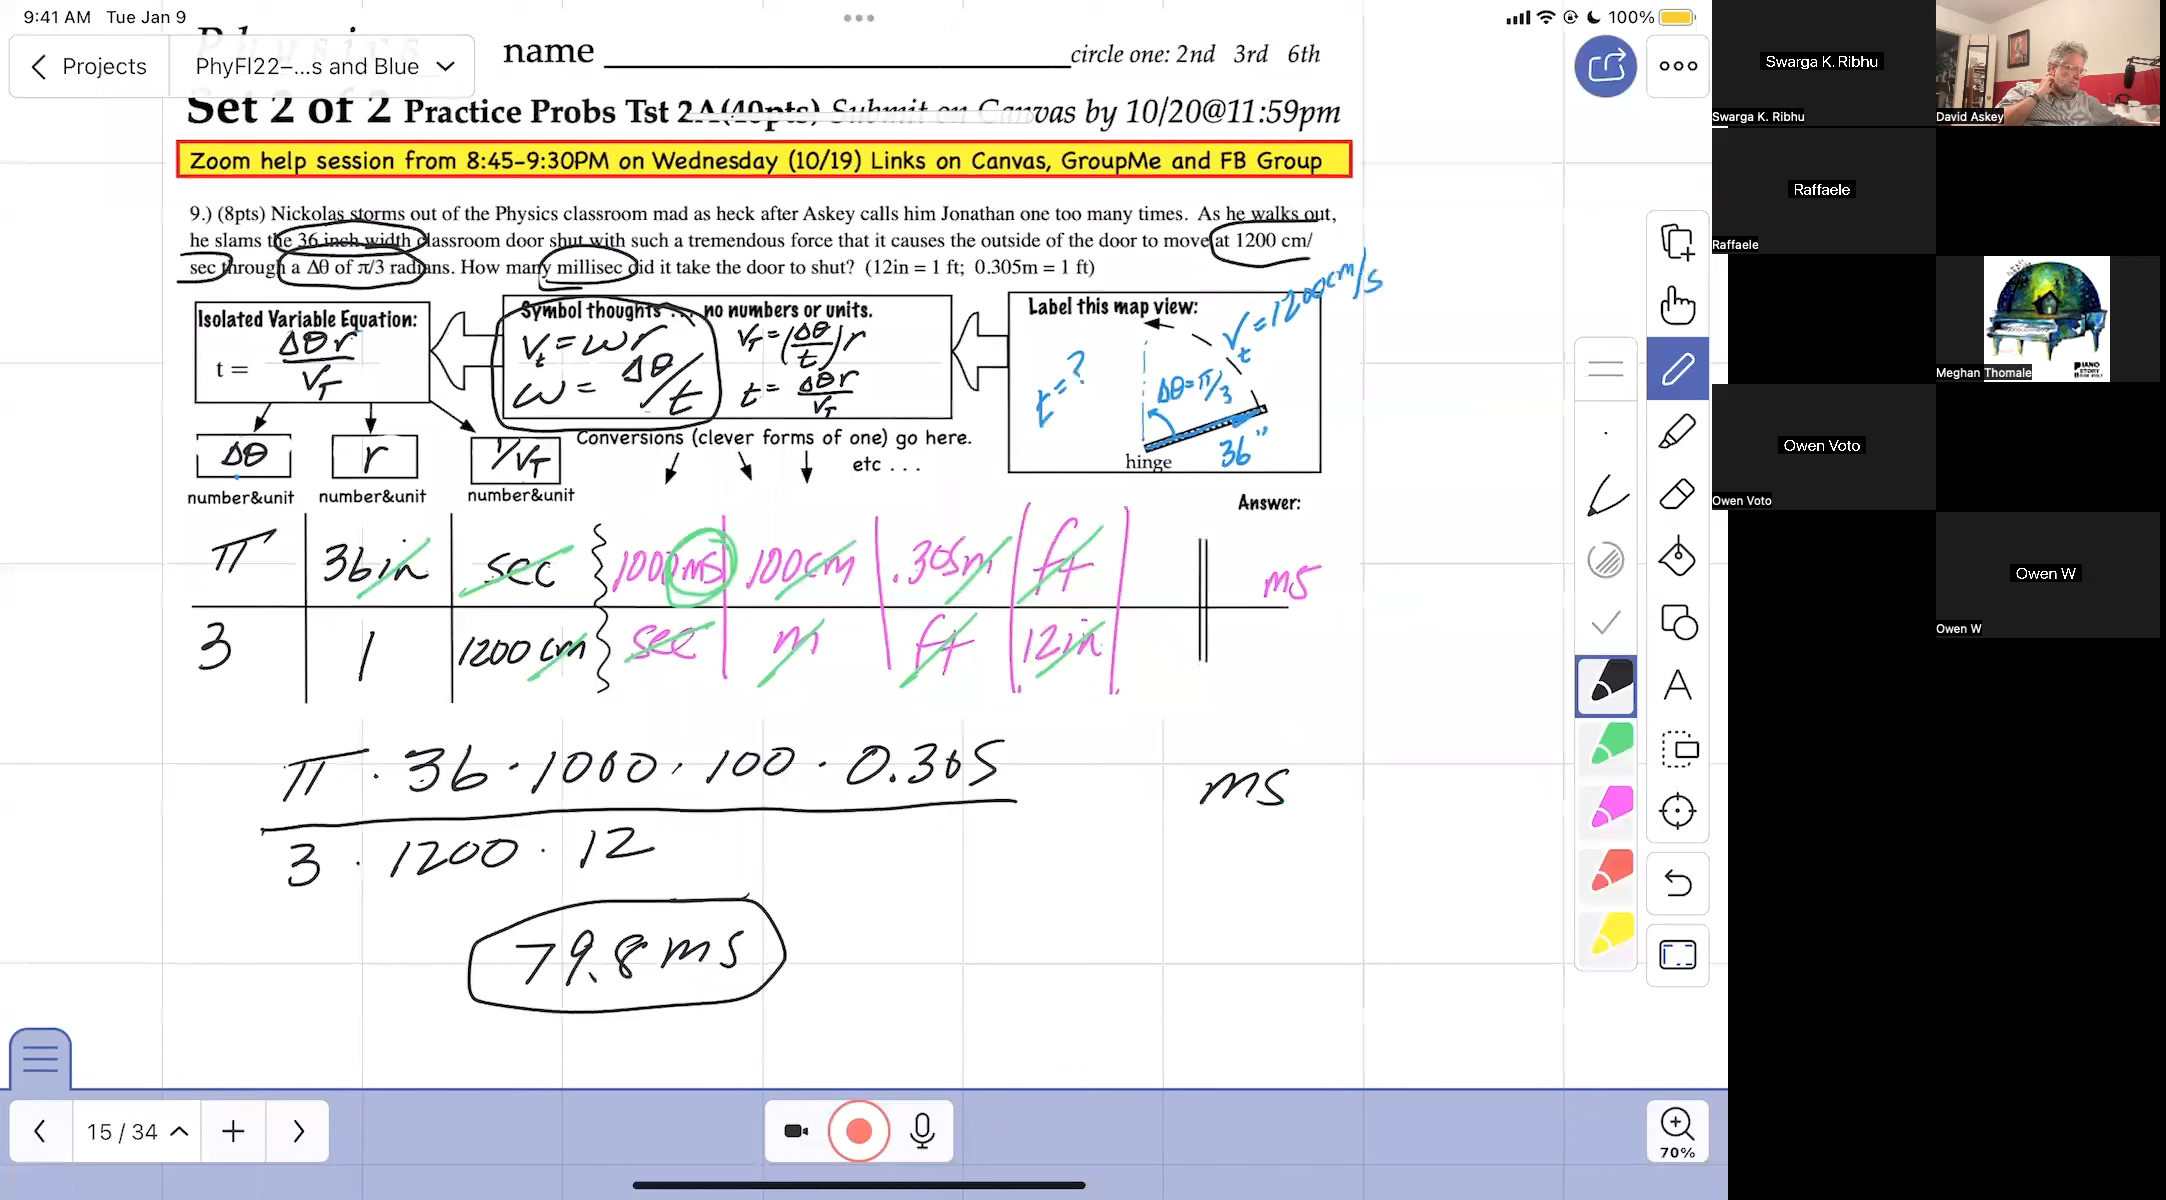 9:41 AM Tue Jan 9
100%
Projects
PhyFl22–...s and Blue
name
circle one: 2nd 3rd 6th
Set 2 of 2 Practice Probs Tst 2A(40pts) Submit on Canvas by 10/20@11:59pm
Zoom help session from 8:45-9:30PM on Wednesday (10/19) Links on Canvas, GroupMe and FB Group
9.) (8pts) Nickolas storms out of the Physics classroom mad as heck after Askey calls him Jonathan one too many times. As he walks out,
he slams the 36 inch width classroom door shut with such a tremendous force that it causes the outside of the door to move at 1200 cm/
sec through a Δθ of π/3 radians. How many millisec did it take the door to shut? (12in = 1 ft; 0.305m = 1 ft)
Isolated Variable Equation:
t = Δθ r / V_T
Symbol thoughts . . . no numbers or units.
V_t = ωr
ω = Δθ/t
V_T = (Δθ/t) r
t = Δθ r / V_T
Label this map view:
V_t = 1200 cm/s
t = ?
Δθ = π/3
36"
hinge
Δθ
r
1/V_T
number&unit number&unit number&unit
Conversions (clever forms of one) go here.
etc . . .
Answer:
π 36in sec 1000ms 100cm .305m ft ms
3 1 1200 cm sec m ft 12in
π · 36 · 1000 · 100 · 0.305 ms
3 · 1200 · 12
79.8 ms
15 / 34
70%
A
Swarga K. Ribhu
Swarga K. Ribhu
David Askey
Raffaele
Raffaele
PIANO
STORY
Meghan Thomale
Owen Voto
Owen Voto
Owen W
Owen W